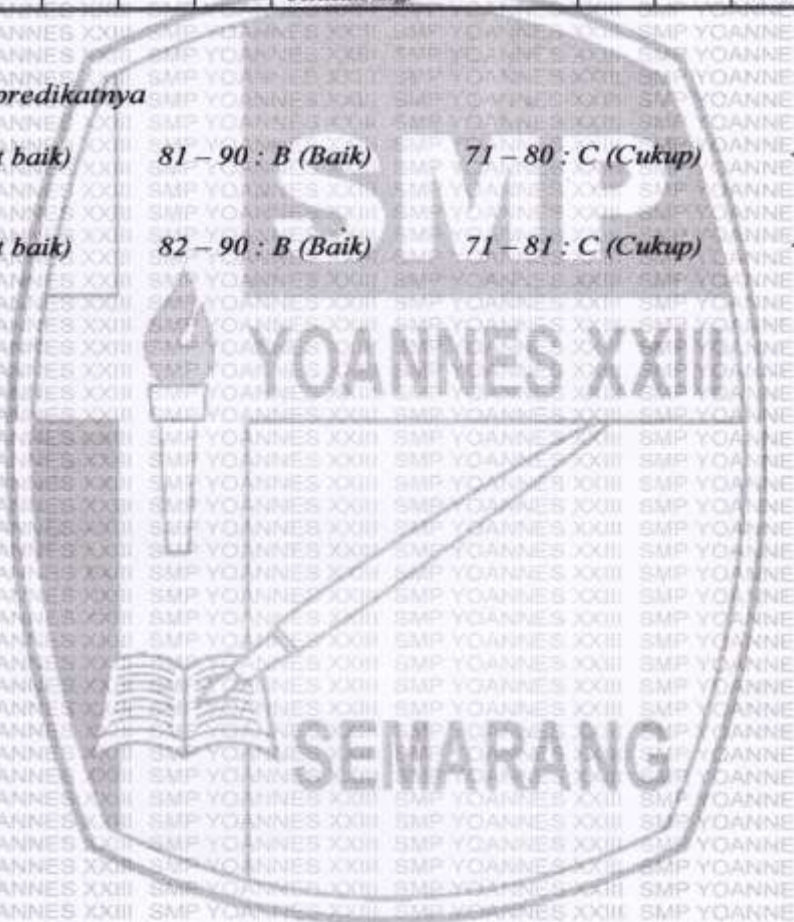 predikatnya
t baik) 81 – 90 : B (Baik) 71 – 80 : C (Cukup)
t baik) 82 – 90 : B (Baik) 71 – 81 : C (Cukup)
SMP
YOANNES XXIII
SEMARANG